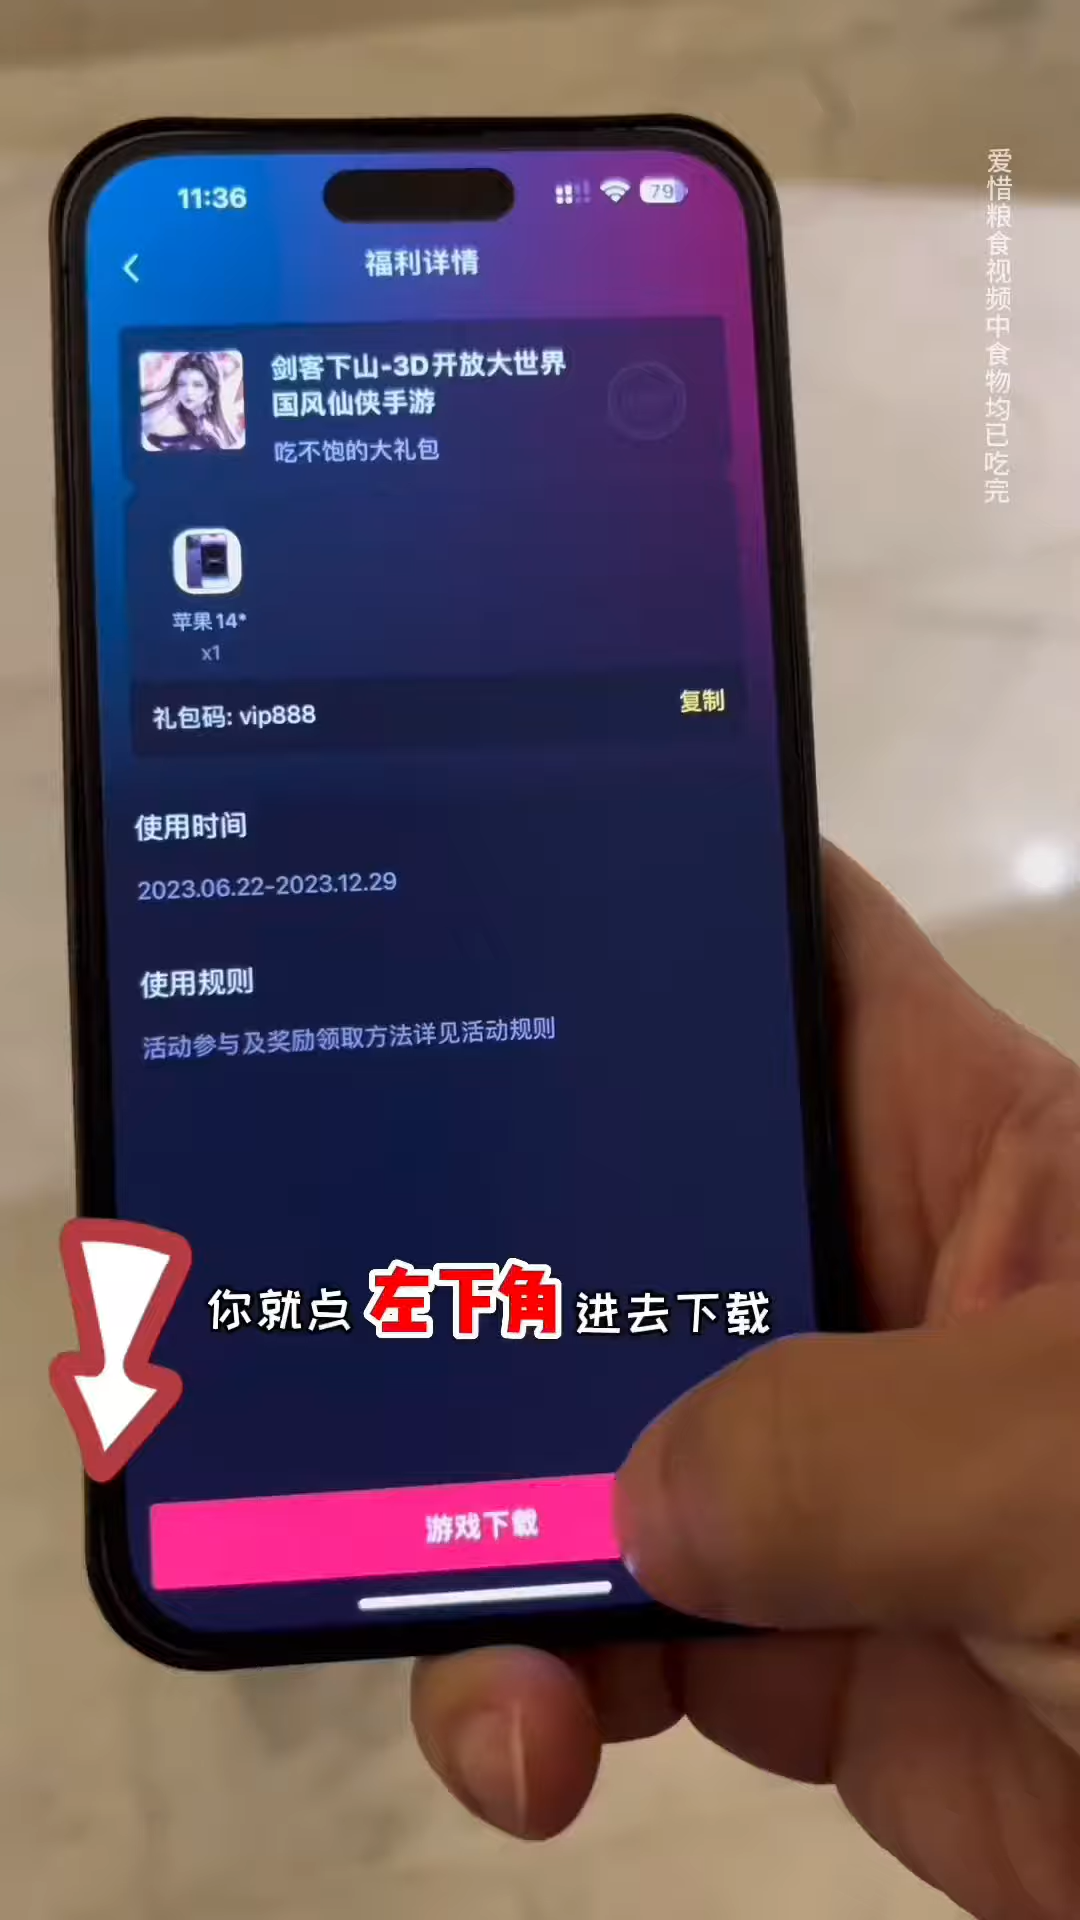 爱惜粮食视频中食物均已吃完
11:36
79
福利详情
剑客下山-3D开放大世界
国风仙侠手游
吃不饱的大礼包
苹果14*
x1
礼包码: vip888
复制
使用时间
2023.06.22-2023.12.29
使用规则
活动参与及奖励领取方法详见活动规则
你就点左下角进去下载
游戏下载